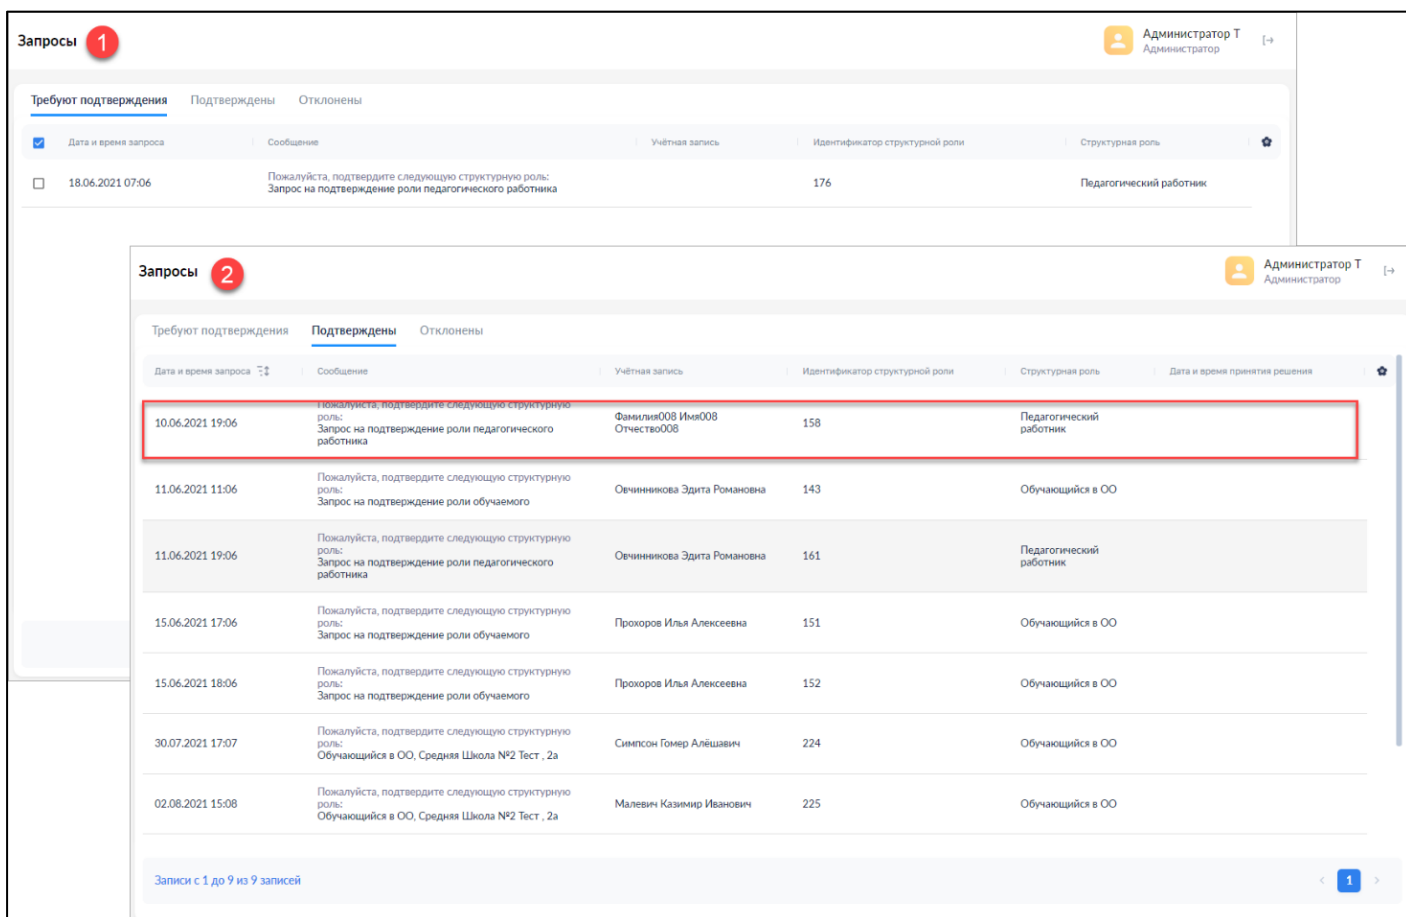 Запросы 1
Администратор Т
Администратор
Требуют подтверждения Подтверждены Отклонены
Дата и время запроса Сообщение Учётная запись Идентификатор структурной роли Структурная роль
18.06.2021 07:06 Пожалуйста, подтвердите следующую структурную роль: 176 Педагогический работник
Запрос на подтверждение роли педагогического работника
Запросы 2
Администратор Т
Администратор
Требуют подтверждения Подтверждены Отклонены
Дата и время запроса Сообщение Учётная запись Идентификатор структурной роли Структурная роль Дата и время принятия решения
Пожалуйста, подтвердите следующую структурную
роль:
10.06.2021 19:06 Запрос на подтверждение роли педагогического
работника
Фамилия008 Имя008
Отчество008
158
Педагогический
работник
Пожалуйста, подтвердите следующую структурную
роль:
11.06.2021 11:06 Запрос на подтверждение роли обучаемого Овчинникова Эдита Романовна 143 Обучающийся в ОО
Пожалуйста, подтвердите следующую структурную
роль:
11.06.2021 19:06 Запрос на подтверждение роли педагогического
работника
Овчинникова Эдита Романовна 161
Педагогический
работник
Пожалуйста, подтвердите следующую структурную
роль:
15.06.2021 17:06 Запрос на подтверждение роли обучаемого Прохоров Илья Алексеевна 151 Обучающийся в ОО
Пожалуйста, подтвердите следующую структурную
роль:
15.06.2021 18:06 Запрос на подтверждение роли обучаемого Прохоров Илья Алексеевна 152 Обучающийся в ОО
Пожалуйста, подтвердите следующую структурную
роль:
30.07.2021 17:07 Обучающийся в ОО, Средняя Школа №2 Тест , 2а Симпсон Гомер Алёшавич 224 Обучающийся в ОО
Пожалуйста, подтвердите следующую структурную
роль:
02.08.2021 15:08 Обучающийся в ОО, Средняя Школа №2 Тест , 2а Малевич Казимир Иванович 225 Обучающийся в ОО
Записи с 1 до 9 из 9 записей 1